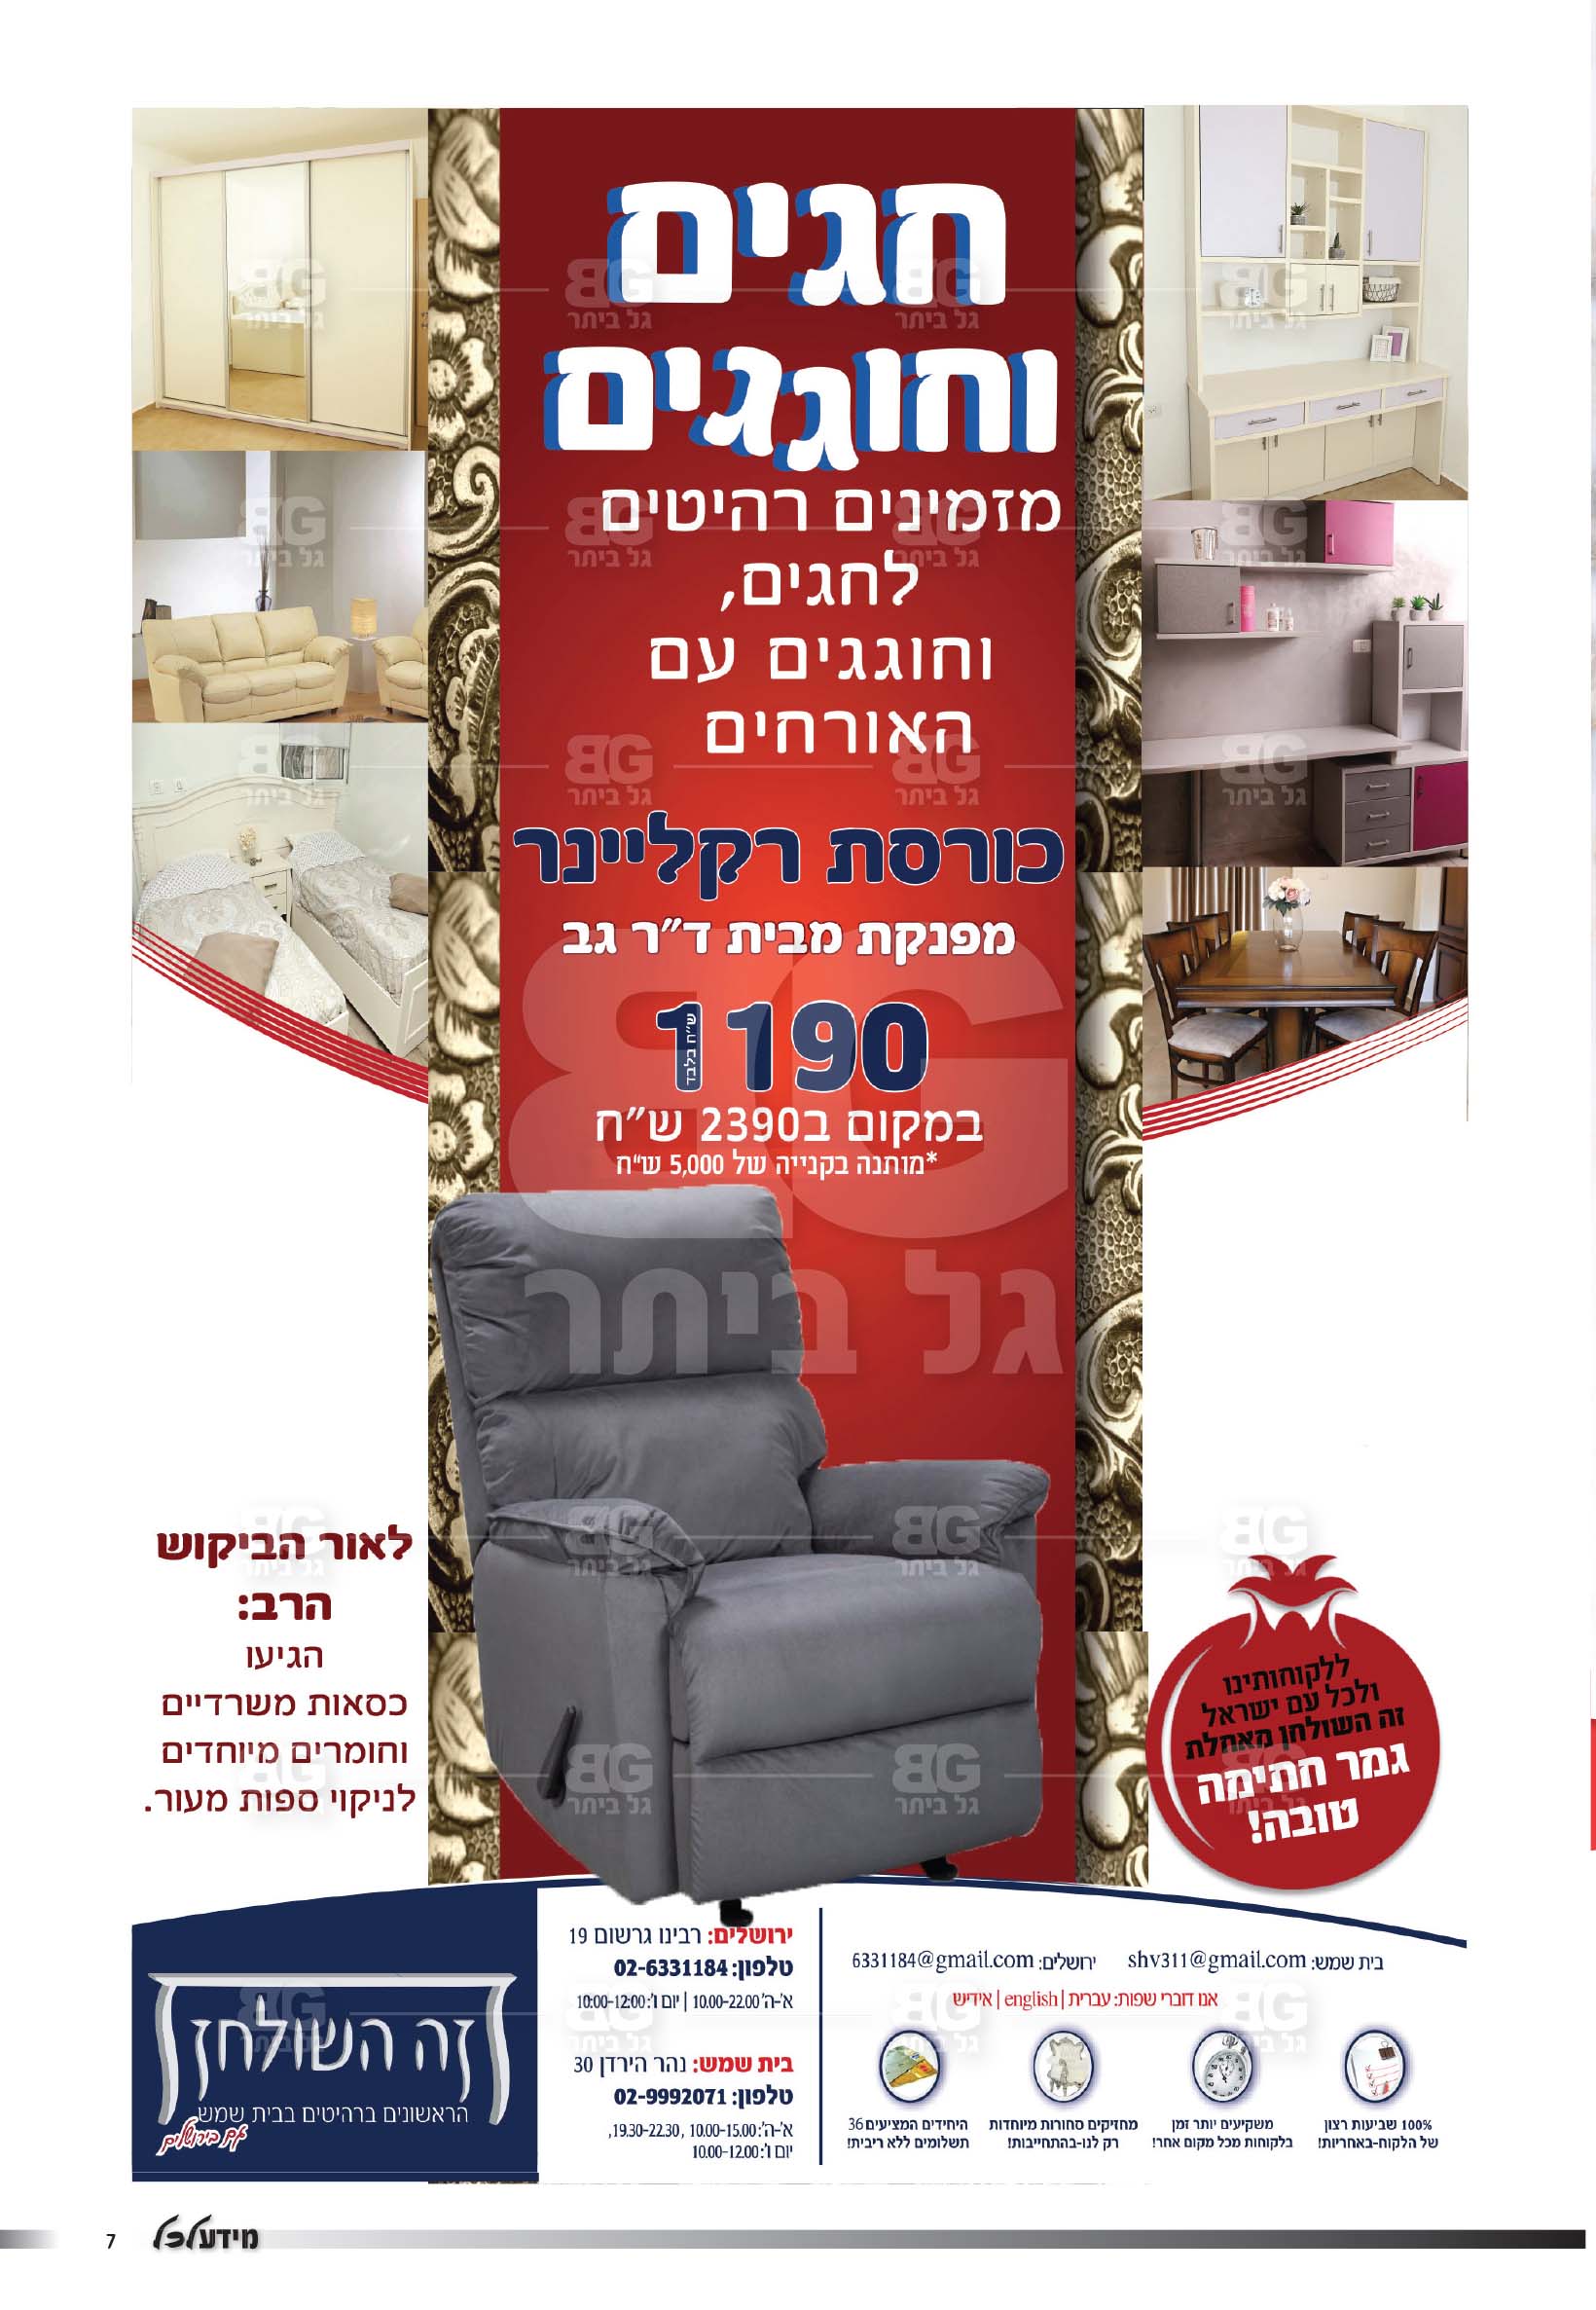 חגים
וחוגגים
מזמינים רהיטים
לחגים,
וחוגגים עם
האורחים
כורסת רקליינר
מפנקת מבית ד"ר גב
1190
ש"ח בלבד
במקום ב2390 ש"ח
*מותנה בקנייה של 5,000 ש"ח
BG
גל ביתר
לאור הביקוש
הרב:
הגיעו
כסאות משרדיים
וחומרים מיוחדים
לניקוי ספות מעור.
ללקוחותינו
ולכל עם ישראל
זה השולחן מאחלת
גמר חתימה
טובה!
בית שמש: shv311@gmail.com ירושלים: 6331184@gmail.com
אנו דוברי שפות: עברית | english | אידיש
100% שביעות רצון
של הלקוח-באחריות!
משקיעים יותר זמן
בלקוחות מכל מקום אחר!
מחזיקים סחורות מיוחדות
רק לנו-בהתחייבות!
היחידים המציעים 36
תשלומים ללא ריבית!
ירושלים: רבינו גרשום 19
טלפון: 02-6331184
א'-ה' 10.00-22.00 | יום ו': 10:00-12:00
בית שמש: נהר הירדן 30
טלפון: 02-9992071
א'-ה': 10.00-15.00, 19.30-22.30,
יום ו': 10.00-12.00
זה השולחן
הראשונים ברהיטים בבית שמש
גם בירושלים
מידע לכל
7